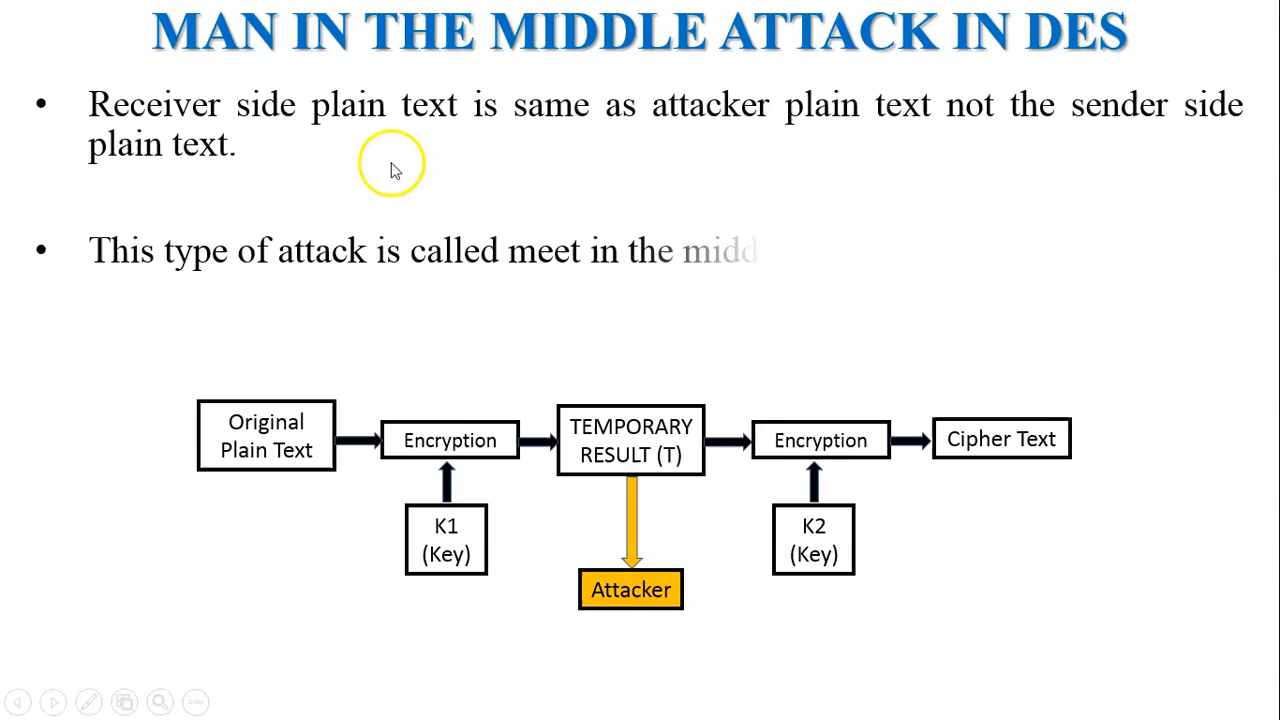 MAN IN THE MIDDLE ATTACK IN DES
• Receiver side plain text is same as attacker plain text not the sender side
plain text.
• This type of attack is called meet in the midd
Original
Plain Text
Encryption
TEMPORARY
RESULT (T)
Encryption
Cipher Text
K1
(Key)
K2
(Key)
Attacker